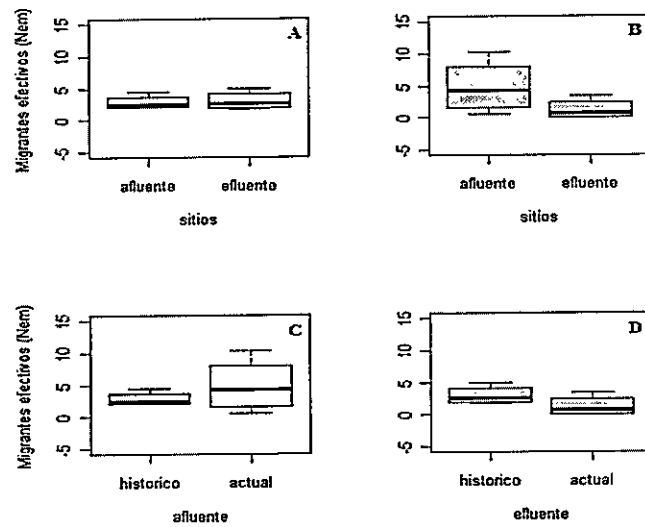 Migrantes efectivos (Nem)
15
10
5
0
-5
A
afluente efluente
sitios
15
10
5
0
-5
B
afluente efluente
sitios
Migrantes efectivos (Nem)
15
10
5
0
-5
C
historico actual
afluente
15
10
5
0
-5
D
historico actual
efluente